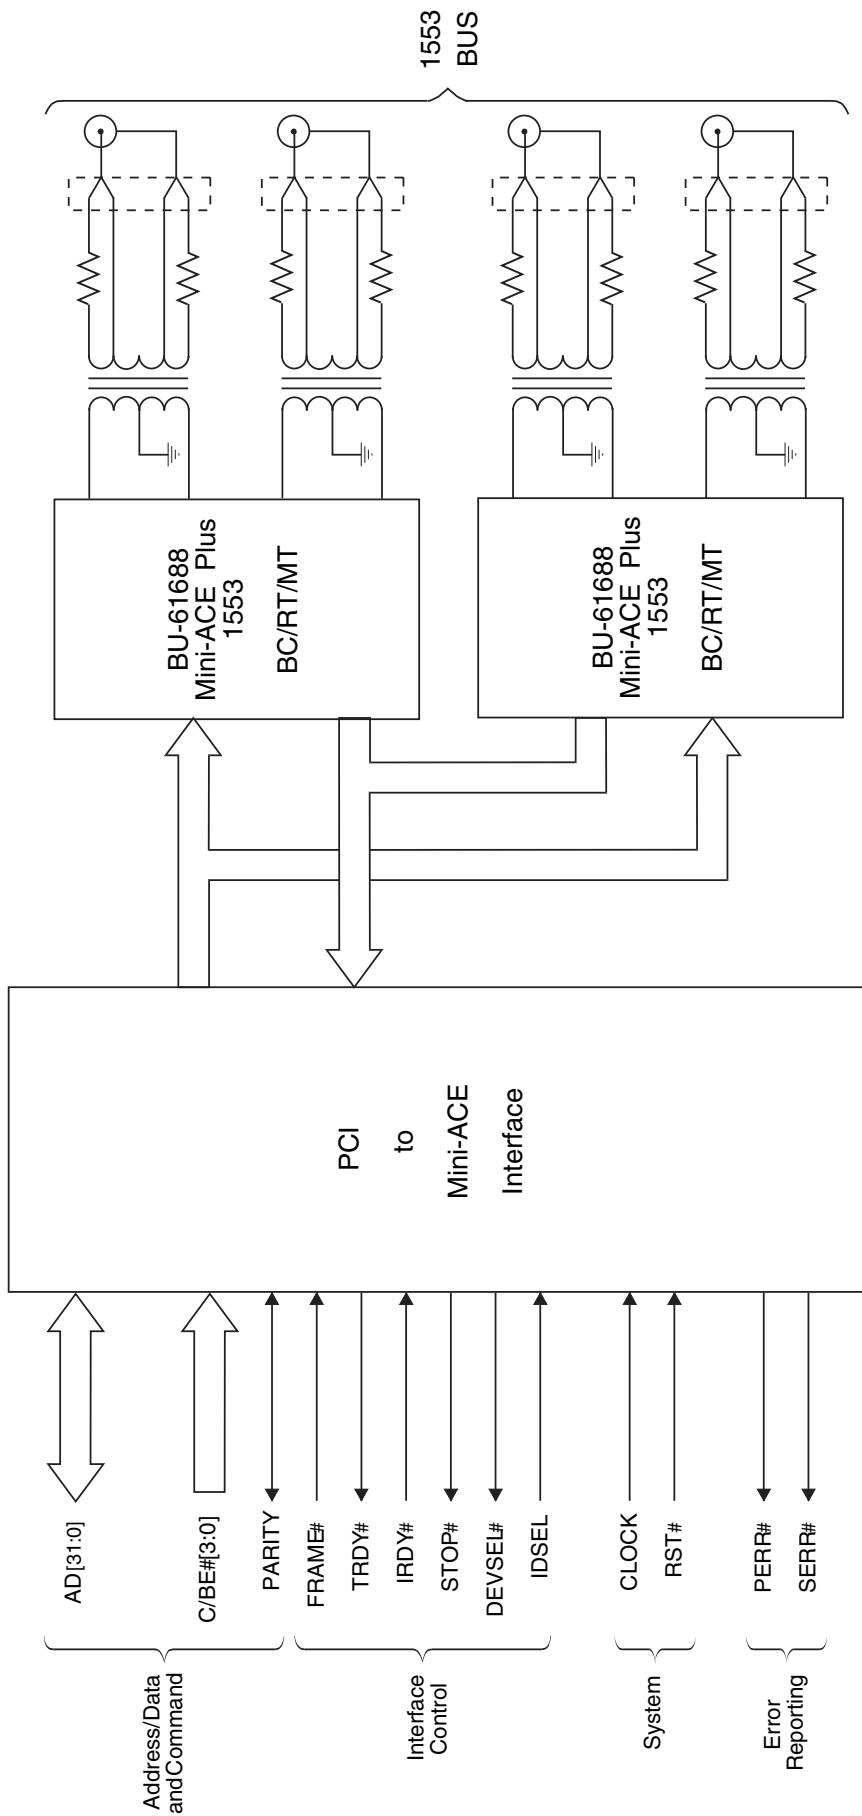 Address/Data
andCommand
AD[31:0]
C/BE#[3:0]
PARITY
Interface
Control
FRAME#
TRDY#
IRDY#
STOP#
DEVSEL#
IDSEL
System
CLOCK
RST#
Error
Reporting
PERR#
SERR#
PCI
to
Mini-ACE
Interface
BU-61688
Mini-ACE Plus
1553
BC/RT/MT
BU-61688
Mini-ACE Plus
1553
BC/RT/MT
1553
BUS